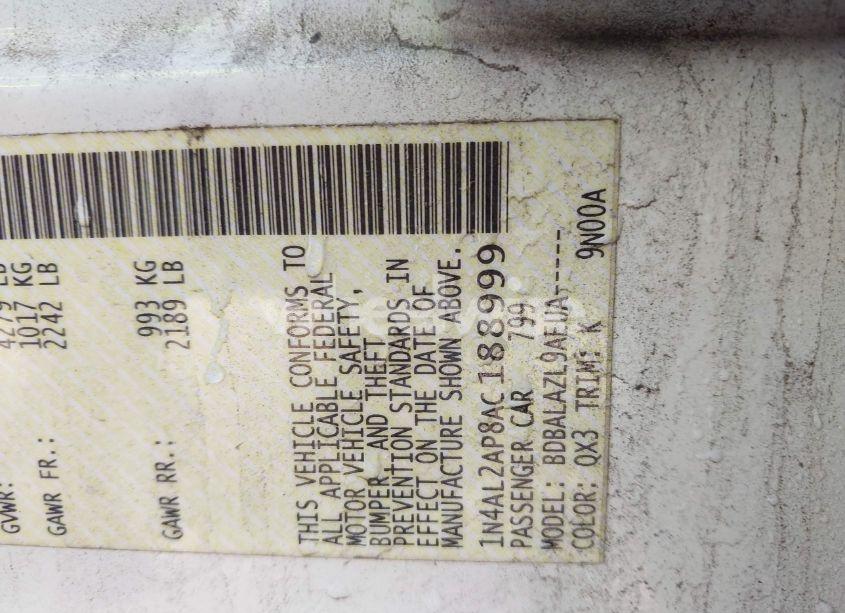 GVWR: 4279 LB
1017 KG
GAWR FR.: 2242 LB
993 KG
GAWR RR.: 2189 LB
THIS VEHICLE CONFORMS TO
ALL APPLICABLE FEDERAL
MOTOR VEHICLE SAFETY,
BUMPER AND THEFT
PREVENTION STANDARDS IN
EFFECT ON THE DATE OF
MANUFACTURE SHOWN ABOVE.
1N4AL2AP8AC188999
PASSENGER CAR 799
MODEL: BDBALAZL9AEUA-----
COLOR: QX3 TRIM: K 9N00A